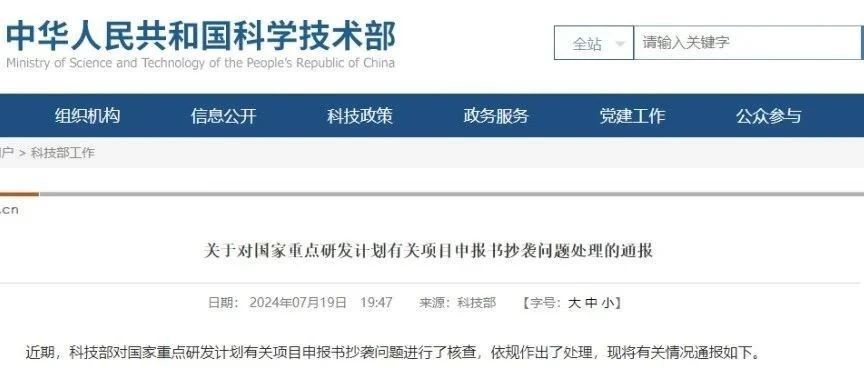 中华人民共和国科学技术部
Ministry of Science and Technology of the People's Republic of China
全站 请输入关键字
组织机构 信息公开 科技政策 政务服务 党建工作 公众参与
户 > 科技部工作
.cn
关于对国家重点研发计划有关项目申报书抄袭问题处理的通报
日期： 2024年07月19日 19:47 来源：科技部 【字号：大 中 小】
近期，科技部对国家重点研发计划有关项目申报书抄袭问题进行了核查，依规作出了处理，现将有关情况通报如下。